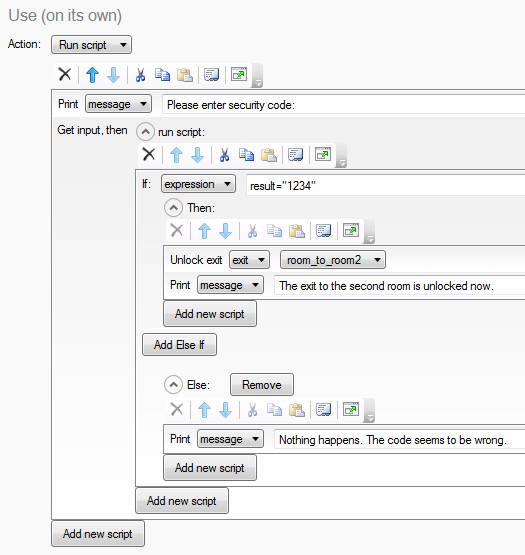 Use (on its own)
Action: Run script
Print message Please enter security code:
Get input, then run script:
If: expression result="1234"
Then:
Unlock exit exit room_to_room2
Print message The exit to the second room is unlocked now.
Add new script
Add Else If
Else: Remove
Print message Nothing happens. The code seems to be wrong.
Add new script
Add new script
Add new script